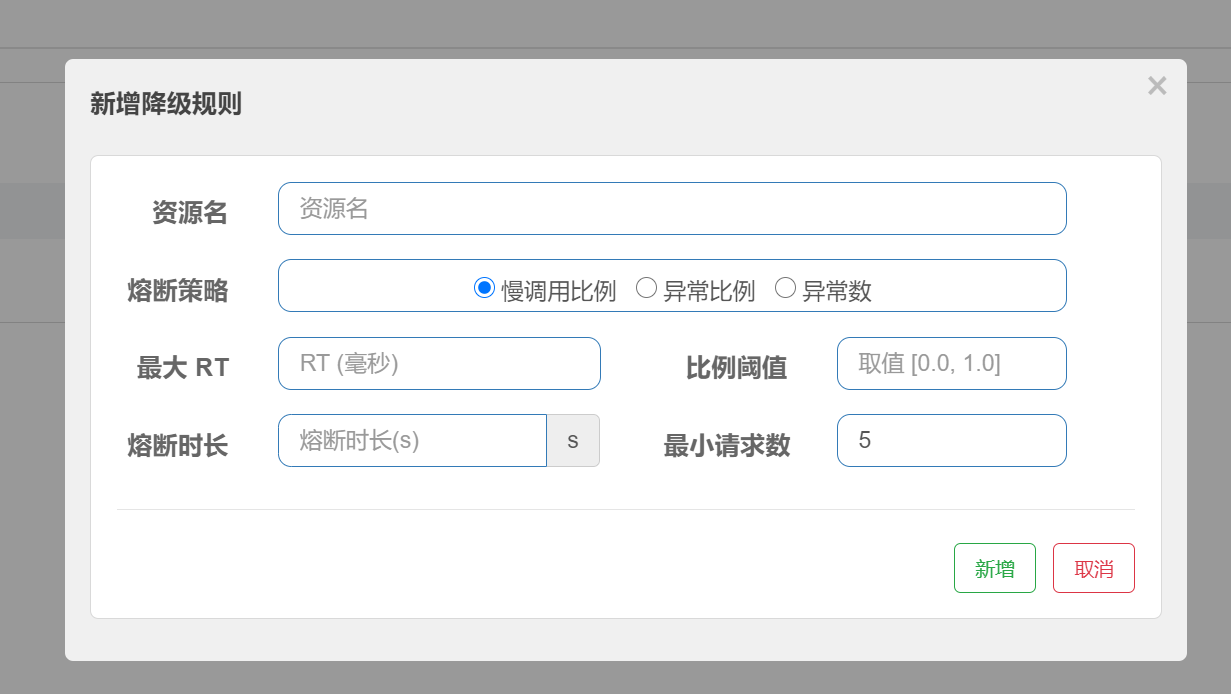 新增降级规则
×
资源名 资源名
熔断策略 慢调用比例 异常比例 异常数
最大 RT RT (毫秒) 比例阈值 取值 [0.0, 1.0]
熔断时长 熔断时长(s) s 最小请求数 5
新增 取消